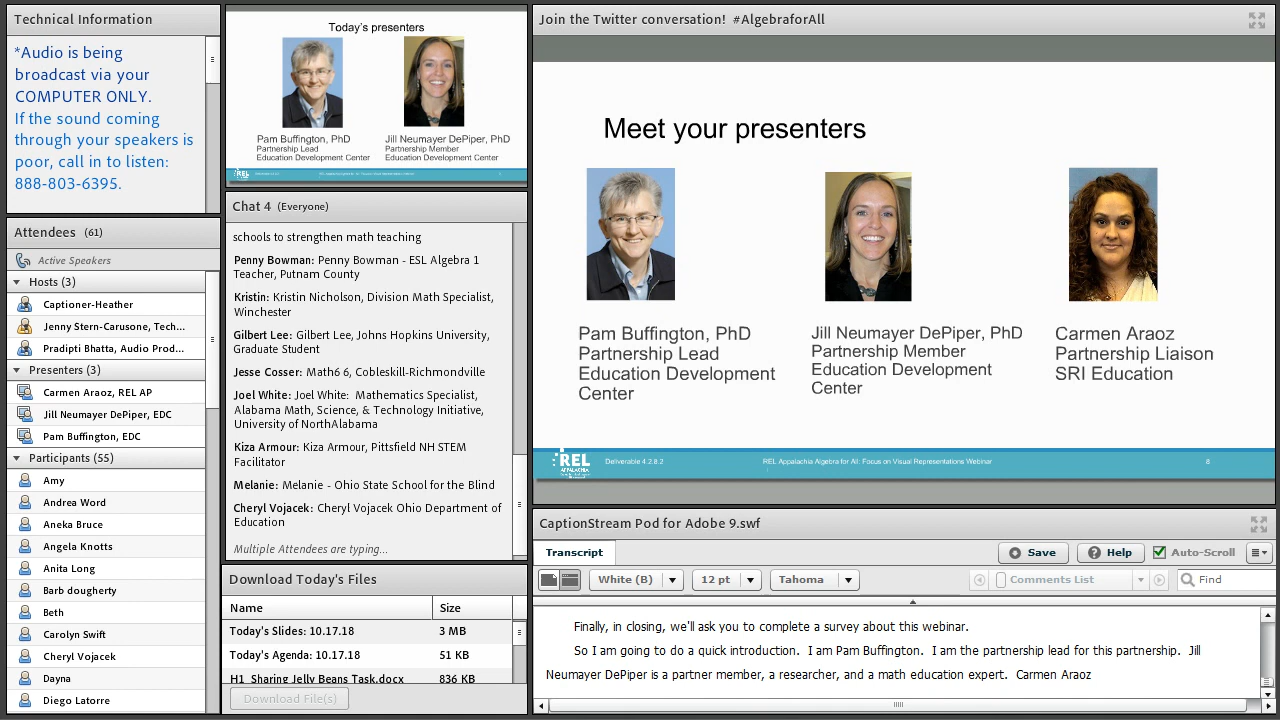 Technical Information
*Audio is being
broadcast via your
COMPUTER ONLY.
If the sound coming
through your speakers is
poor, call in to listen:
888-803-6395.
Attendees (61)
Active Speakers
Hosts (3)
Captioner-Heather
Jenny Stern-Carusone, Tech...
Pradipti Bhatta, Audio Prod...
Presenters (3)
Carmen Araoz, REL AP
Jill Neumayer DePiper, EDC
Pam Buffington, EDC
Participants (55)
Amy
Andrea Word
Aneka Bruce
Angela Knotts
Anita Long
Barb dougherty
Beth
Carolyn Swift
Cheryl Vojacek
Dayna
Diego Latorre
Today's presenters
Pam Buffington, PhD
Partnership Lead
Education Development Center
Jill Neumayer DePiper, PhD
Partnership Member
Education Development Center
REL
Chat 4 (Everyone)
schools to strengthen math teaching
Penny Bowman: Penny Bowman - ESL Algebra 1
Teacher, Putnam County
Kristin: Kristin Nicholson, Division Math Specialist,
Winchester
Gilbert Lee: Gilbert Lee, Johns Hopkins University,
Graduate Student
Jesse Cosser: Math6 6, Cobleskill-Richmondville
Joel White: Joel White: Mathematics Specialist,
Alabama Math, Science, & Technology Initiative,
University of NorthAlabama
Kiza Armour: Kiza Armour, Pittsfield NH STEM
Facilitator
Melanie: Melanie - Ohio State School for the Blind
Cheryl Vojacek: Cheryl Vojacek Ohio Department of
Education
Multiple Attendees are typing...
Download Today's Files
Name Size
Today's Slides: 10.17.18 3 MB
Today's Agenda: 10.17.18 51 KB
H1_Sharing Jelly Beans Task.docx 836 KB
Download File(s)
Join the Twitter conversation! #AlgebraforAll
Meet your presenters
Pam Buffington, PhD
Partnership Lead
Education Development
Center
Jill Neumayer DePiper, PhD
Partnership Member
Education Development
Center
Carmen Araoz
Partnership Liaison
SRI Education
REL
APPALACHIA
Deliverable 4.2.8.2
REL Appalachia Algebra for All: Focus on Visual Representations Webinar
8
CaptionStream Pod for Adobe 9.swf
Transcript
Save
Help
Auto-Scroll
White (B)
12 pt
Tahoma
Comments List
Find
Finally, in closing, we'll ask you to complete a survey about this webinar.
So I am going to do a quick introduction. I am Pam Buffington. I am the partnership lead for this partnership. Jill
Neumayer DePiper is a partner member, a researcher, and a math education expert. Carmen Araoz